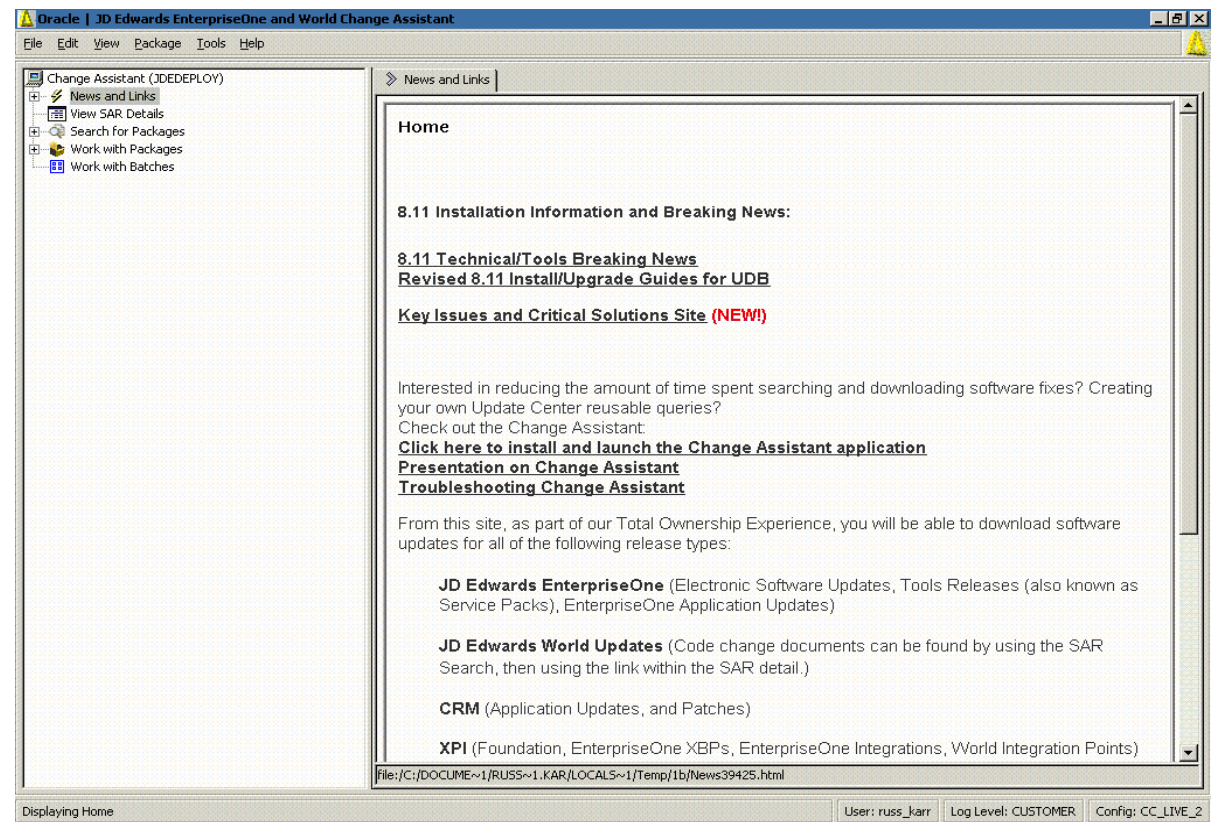 Oracle | JD Edwards EnterpriseOne and World Change Assistant
File Edit View Package Tools Help
Change Assistant (JDEDEPLOY)
News and Links
View SAR Details
Search for Packages
Work with Packages
Work with Batches
News and Links
Home
8.11 Installation Information and Breaking News:
8.11 Technical/Tools Breaking News
Revised 8.11 Install/Upgrade Guides for UDB
Key Issues and Critical Solutions Site (NEW!)
Interested in reducing the amount of time spent searching and downloading software fixes? Creating
your own Update Center reusable queries?
Check out the Change Assistant:
Click here to install and launch the Change Assistant application
Presentation on Change Assistant
Troubleshooting Change Assistant
From this site, as part of our Total Ownership Experience, you will be able to download software
updates for all of the following release types:
JD Edwards EnterpriseOne (Electronic Software Updates, Tools Releases (also known as
Service Packs), EnterpriseOne Application Updates)
JD Edwards World Updates (Code change documents can be found by using the SAR
Search, then using the link within the SAR detail.)
CRM (Application Updates, and Patches)
XPI (Foundation, EnterpriseOne XBPs, EnterpriseOne Integrations, World Integration Points)
file:/C:/DOCUME~1/RUSS~1.KAR/LOCALS~1/Temp/1b/News39425.html
Displaying Home User: russ_karr Log Level: CUSTOMER Config: CC_LIVE_2